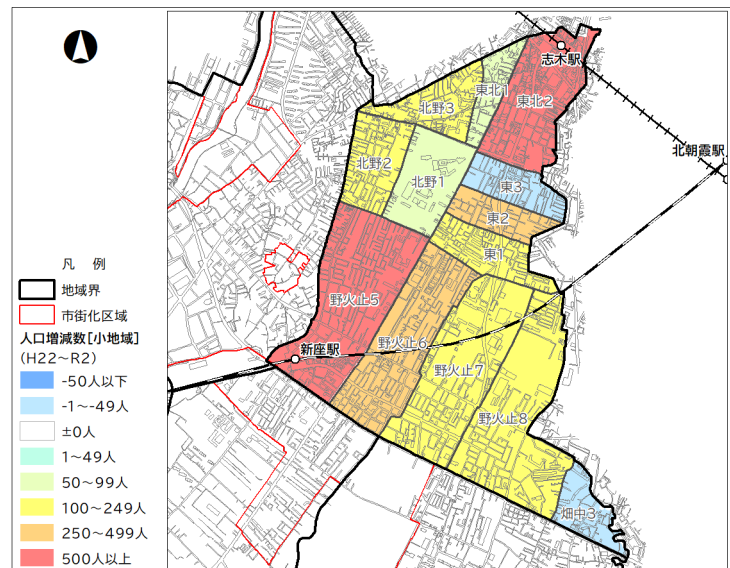 志木駅
東北1
東北2
北野3
北朝霞駅
北野2
北野1
東3
東2
東1
野火止5
野火止6
新座駅
野火止7
野火止8
畑中3
凡 例
地域界
市街化区域
人口増減数[小地域]
(H22~R2)
-50人以下
-1~-49人
±0人
1~49人
50~99人
100~249人
250~499人
500人以上